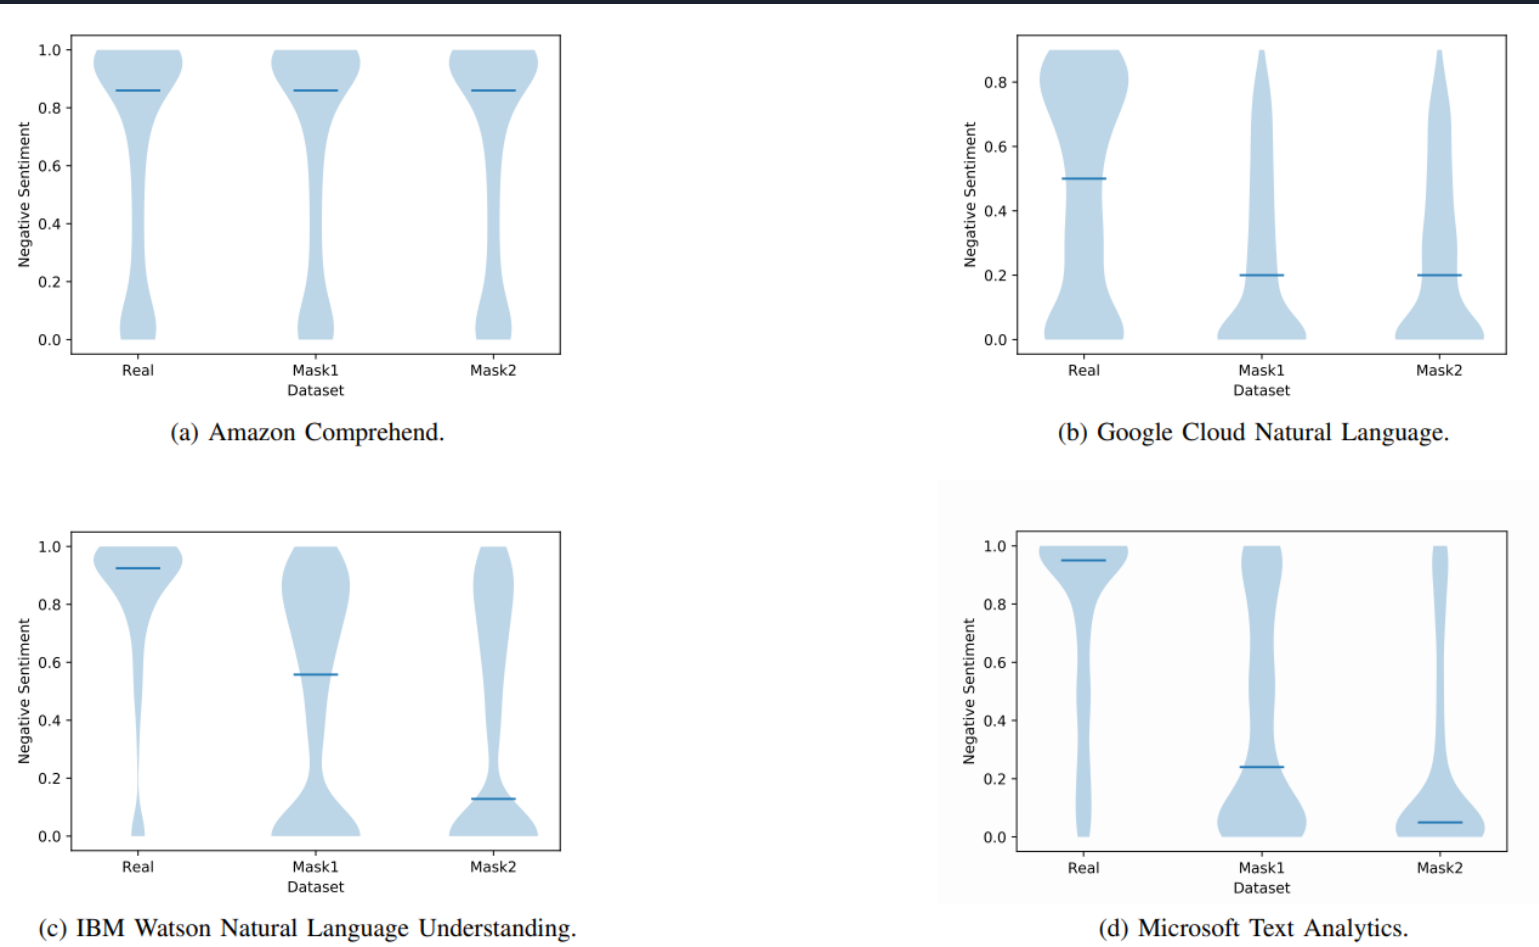 1.0
0.8
0.6
0.4
0.2
0.0
Negative Sentiment
Real Mask1 Mask2
Dataset
(a) Amazon Comprehend.
0.8
0.6
0.4
0.2
0.0
Negative Sentiment
Real Mask1 Mask2
Dataset
(b) Google Cloud Natural Language.
1.0
0.8
0.6
0.4
0.2
0.0
Negative Sentiment
Real Mask1 Mask2
Dataset
(c) IBM Watson Natural Language Understanding.
1.0
0.8
0.6
0.4
0.2
0.0
Negative Sentiment
Real Mask1 Mask2
Dataset
(d) Microsoft Text Analytics.